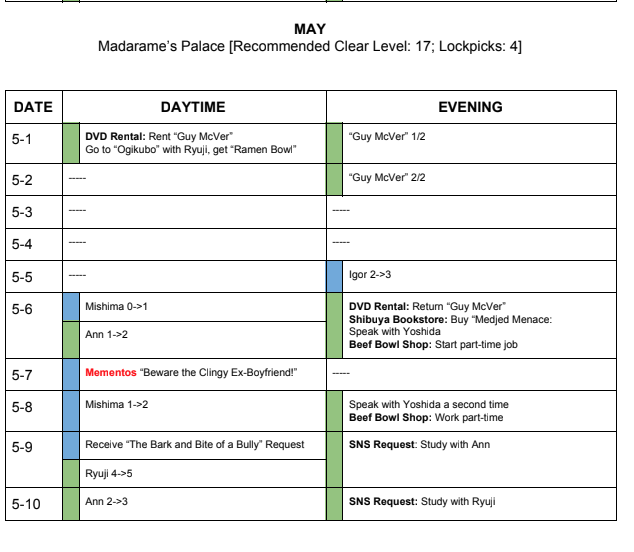 MAY
Madarame's Palace [Recommended Clear Level: 17; Lockpicks: 4]
DATE DAYTIME EVENING
5-1
DVD Rental: Rent "Guy McVer"
Go to "Ogikubo" with Ryuji, get "Ramen Bowl"
"Guy McVer" 1/2
5-2
-----
"Guy McVer" 2/2
5-3
-----
-----
5-4
-----
-----
5-5
-----
Igor 2->3
5-6
Mishima 0->1
Ann 1->2
DVD Rental: Return "Guy McVer"
Shibuya Bookstore: Buy "Medjed Menace:
Speak with Yoshida
Beef Bowl Shop: Start part-time job
5-7
Mementos "Beware the Clingy Ex-Boyfriend!"
-----
5-8
Mishima 1->2
Speak with Yoshida a second time
Beef Bowl Shop: Work part-time
5-9
Receive "The Bark and Bite of a Bully" Request
Ryuji 4->5
SNS Request: Study with Ann
5-10
Ann 2->3
SNS Request: Study with Ryuji